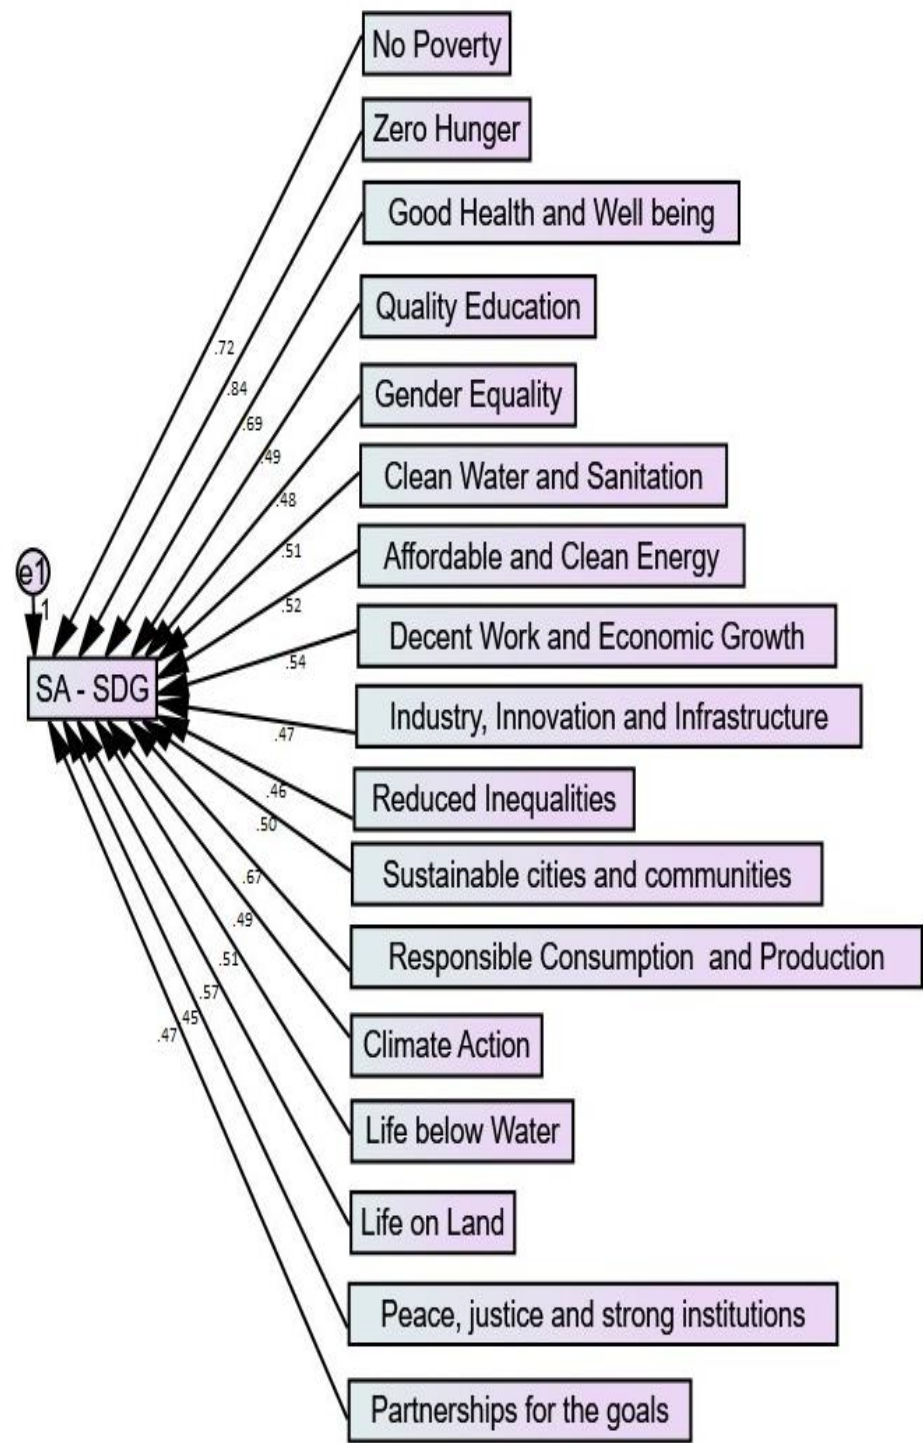 No Poverty
Zero Hunger
Good Health and Well being
Quality Education
Gender Equality
Clean Water and Sanitation
Affordable and Clean Energy
Decent Work and Economic Growth
Industry, Innovation and Infrastructure
Reduced Inequalities
Sustainable cities and communities
Responsible Consumption and Production
Climate Action
Life below Water
Life on Land
Peace, justice and strong institutions
Partnerships for the goals
.72
.84
.69
.49
.48
.51
.52
.54
.47
.46
.50
.67
.49
.51
.57
.45
.47
e1
1
SA - SDG